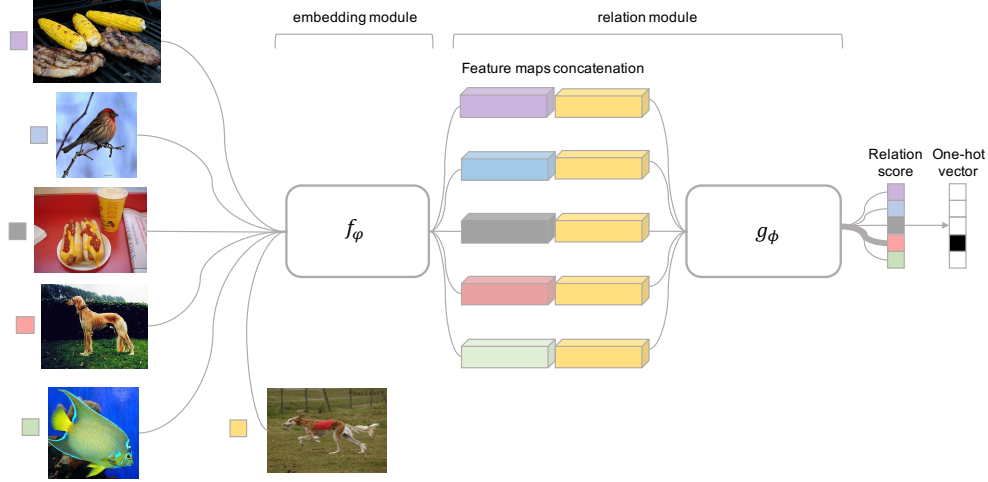 embedding module
relation module
Feature maps concatenation
Relation
score
One-hot
vector
f_φ
g_ϕ